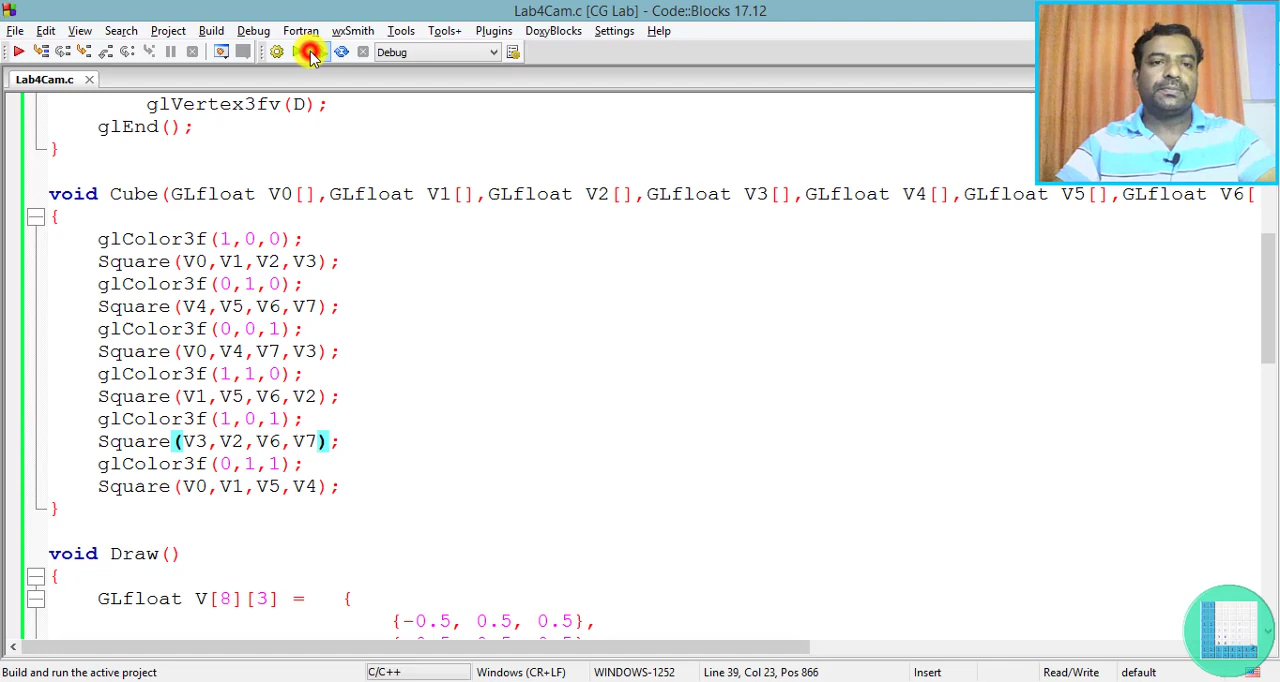 Lab4Cam.c [CG Lab] - Code::Blocks 17.12
File Edit View Search Project Build Debug Fortran wxSmith Tools Tools+ Plugins DoxyBlocks Settings Help
Debug
Lab4Cam.c
glVertex3fv(D);
glEnd();
}
void Cube(GLfloat V0[],GLfloat V1[],GLfloat V2[],GLfloat V3[],GLfloat V4[],GLfloat V5[],GLfloat V6[
{
glColor3f(1,0,0);
Square(V0,V1,V2,V3);
glColor3f(0,1,0);
Square(V4,V5,V6,V7);
glColor3f(0,0,1);
Square(V0,V4,V7,V3);
glColor3f(1,1,0);
Square(V1,V5,V6,V2);
glColor3f(1,0,1);
Square(V3,V2,V6,V7);
glColor3f(0,1,1);
Square(V0,V1,V5,V4);
}
void Draw()
{
GLfloat V[8][3] = {
{-0.5, 0.5, 0.5},
Build and run the active project C/C++ Windows (CR+LF) WINDOWS-1252 Line 39, Col 23, Pos 866 Insert Read/Write default